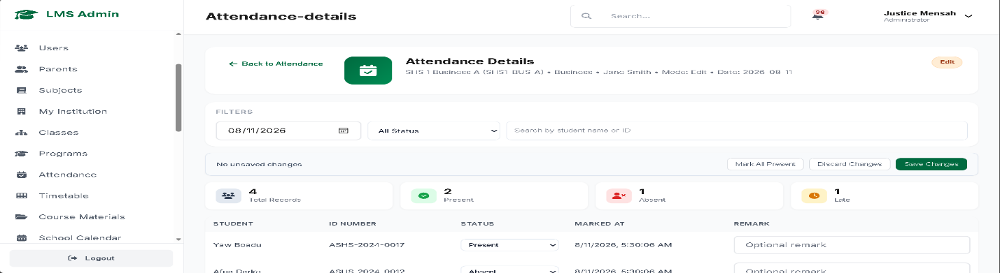 LMS Admin
Attendance-details
Search...
36
Justice Mensah
Administrator
Users
Parents
Subjects
My Institution
Classes
Programs
Attendance
Timetable
Course Materials
School Calendar
Logout
Back to Attendance
Attendance Details
SHS 1 Business A (SHS1-BUS-A) • Business • Jane Smith • Mode: Edit • Date: 2026-08-11
Edit
FILTERS
08/11/2026
All Status
Search by student name or ID
No unsaved changes
Mark All Present
Discard Changes
Save Changes
4
Total Records
2
Present
1
Absent
1
Late
STUDENT ID NUMBER STATUS MARKED AT REMARK
Yaw Boadu ASHS-2024-0017 Present 8/11/2026, 5:30:06 AM Optional remark
Afua Darko ASHS-2024-0012 Absent 8/11/2026, 5:30:06 AM Optional remark